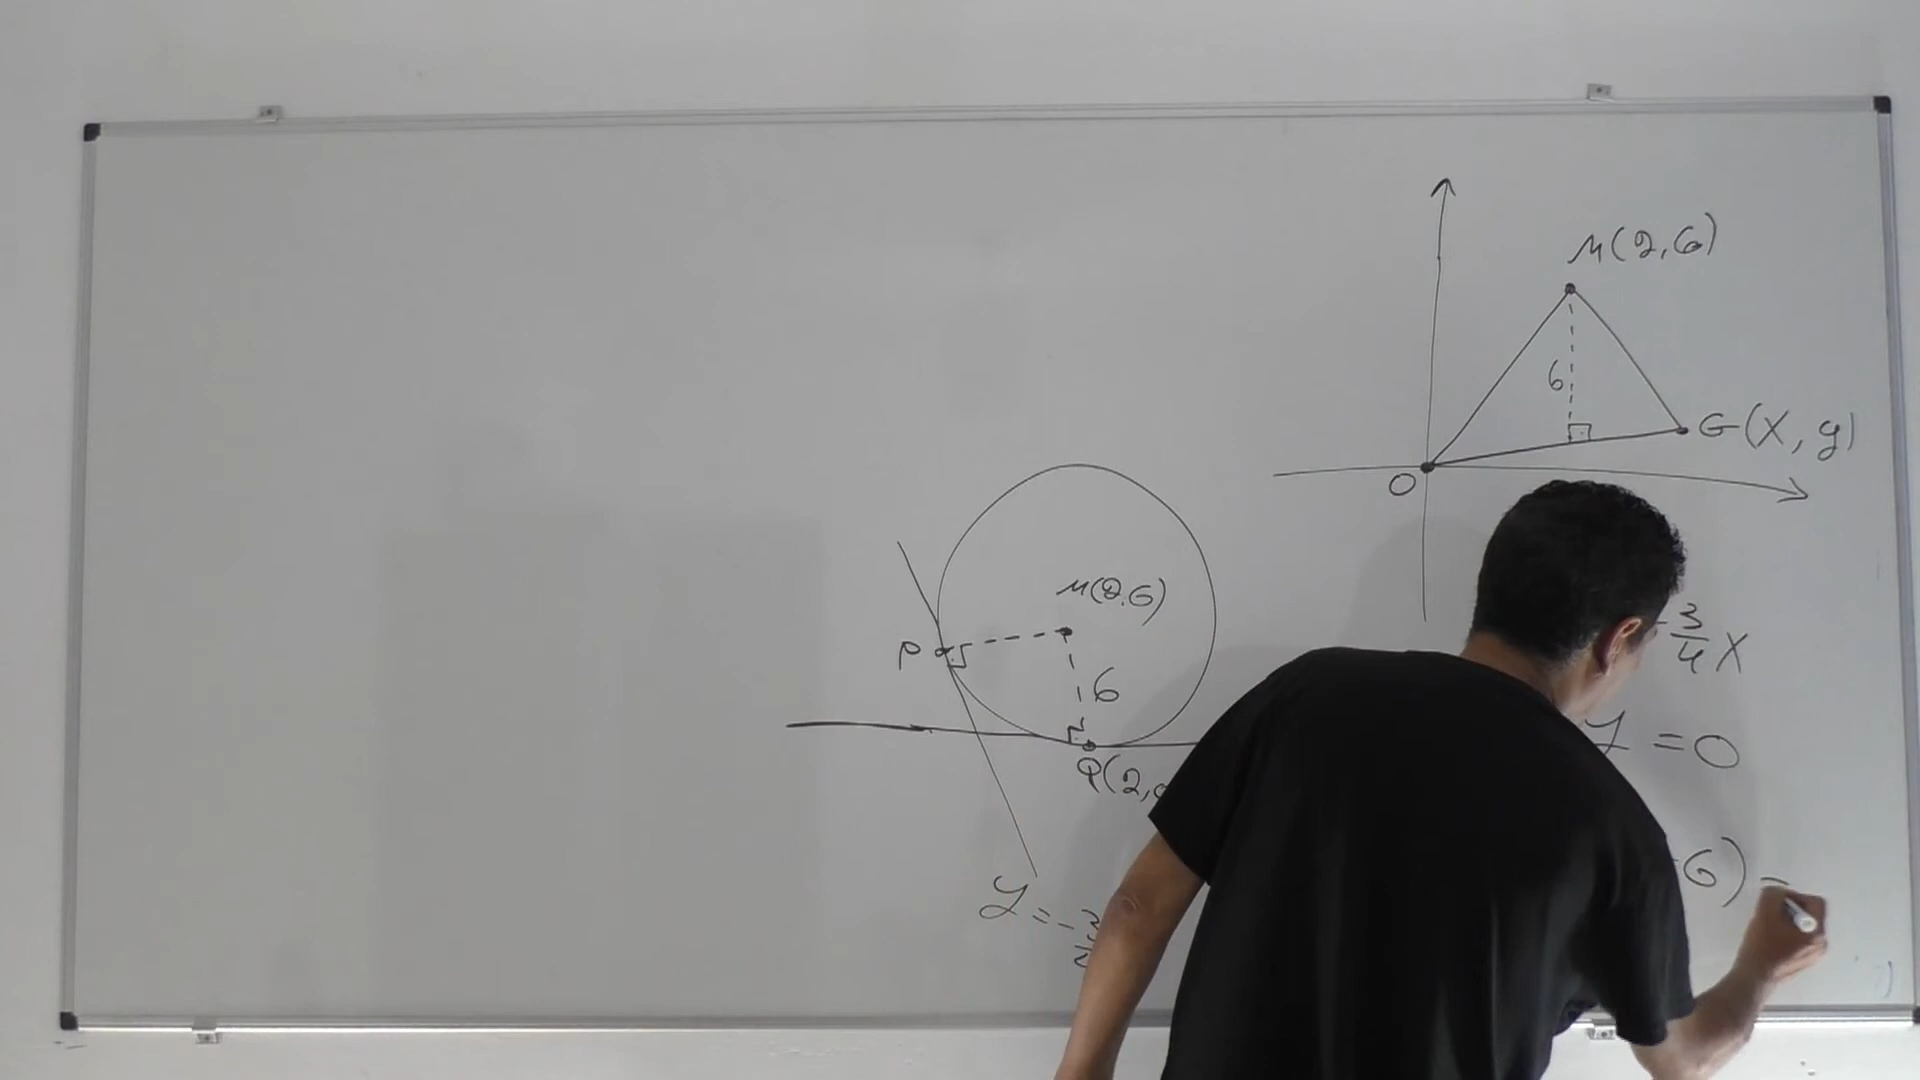 M(2,6)
6
G(X, y)
O
M(2,6)
P
6
Q(2,
-3/4 X
y = 0
6) =
y = -3